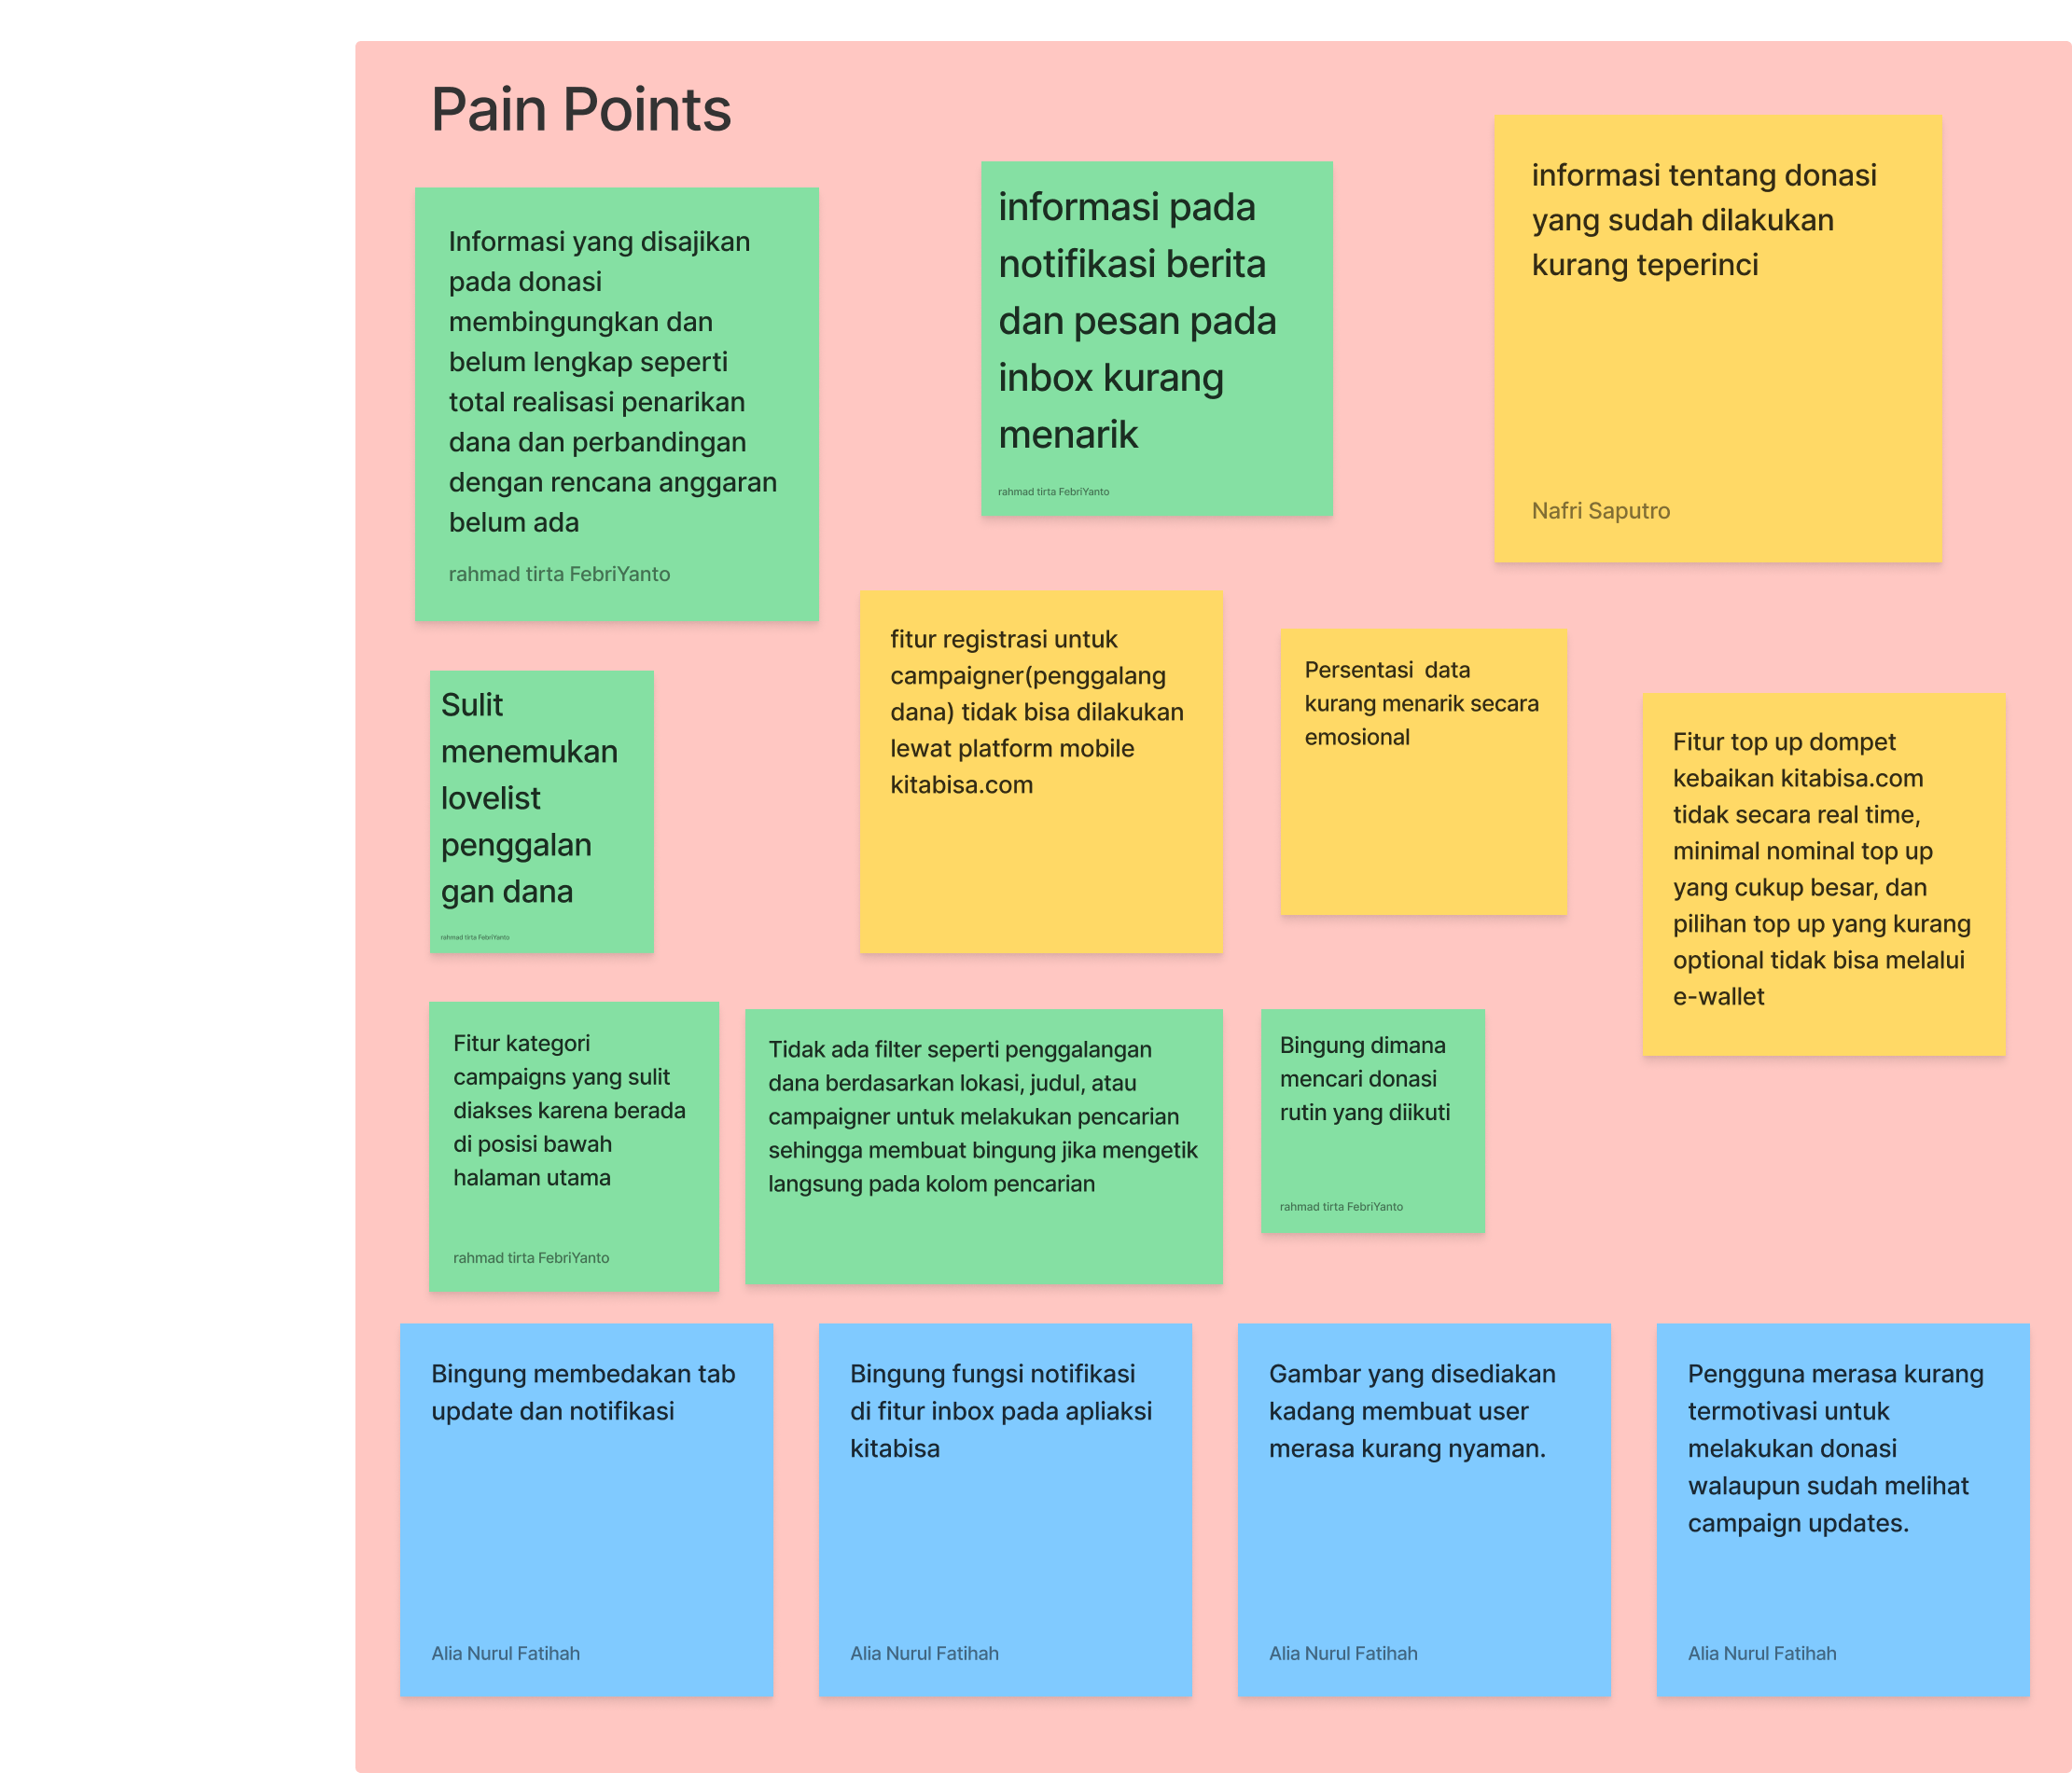 Pain Points
Informasi yang disajikan
pada donasi
membingungkan dan
belum lengkap seperti
total realisasi penarikan
dana dan perbandingan
dengan rencana anggaran
belum ada
rahmad tirta FebriYanto
informasi pada
notifikasi berita
dan pesan pada
inbox kurang
menarik
rahmad tirta FebriYanto
informasi tentang donasi
yang sudah dilakukan
kurang teperinci
Nafri Saputro
Sulit
menemukan
lovelist
penggalan
gan dana
rahmad tirta FebriYanto
fitur registrasi untuk
campaigner(penggalang
dana) tidak bisa dilakukan
lewat platform mobile
kitabisa.com
Persentasi  data
kurang menarik secara
emosional
Fitur top up dompet
kebaikan kitabisa.com
tidak secara real time,
minimal nominal top up
yang cukup besar, dan
pilihan top up yang kurang
optional tidak bisa melalui
e-wallet
Fitur kategori
campaigns yang sulit
diakses karena berada
di posisi bawah
halaman utama
rahmad tirta FebriYanto
Tidak ada filter seperti penggalangan
dana berdasarkan lokasi, judul, atau
campaigner untuk melakukan pencarian
sehingga membuat bingung jika mengetik
langsung pada kolom pencarian
Bingung dimana
mencari donasi
rutin yang diikuti
rahmad tirta FebriYanto
Bingung membedakan tab
update dan notifikasi
Alia Nurul Fatihah
Bingung fungsi notifikasi
di fitur inbox pada apliaksi
kitabisa
Alia Nurul Fatihah
Gambar yang disediakan
kadang membuat user
merasa kurang nyaman.
Alia Nurul Fatihah
Pengguna merasa kurang
termotivasi untuk
melakukan donasi
walaupun sudah melihat
campaign updates.
Alia Nurul Fatihah